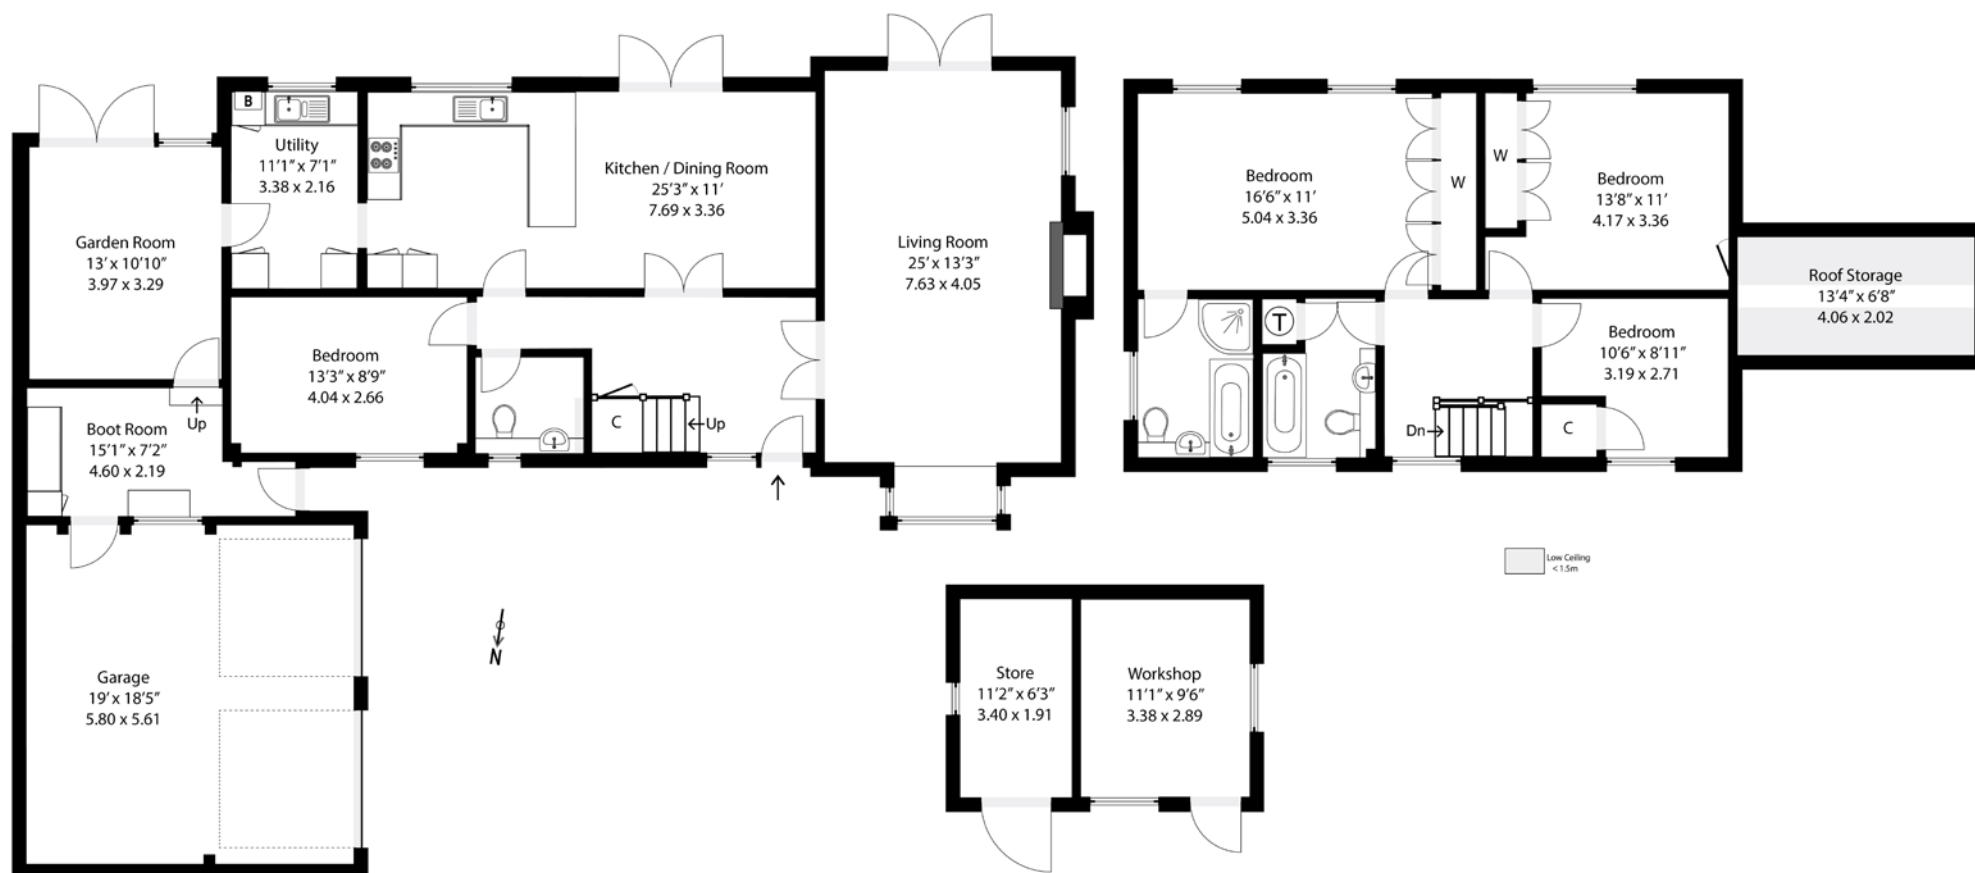 B
Utility
11'1" x 7'1"
3.38 x 2.16
Kitchen / Dining Room
25'3" x 11'
7.69 x 3.36
Garden Room
13' x 10'10"
3.97 x 3.29
Living Room
25' x 13'3"
7.63 x 4.05
Bedroom
13'3" x 8'9"
4.04 x 2.66
Boot Room
15'1" x 7'2"
4.60 x 2.19
Up
C
Up
Garage
19' x 18'5"
5.80 x 5.61
N
Bedroom
16'6" x 11'
5.04 x 3.36
W
W
Bedroom
13'8" x 11'
4.17 x 3.36
Roof Storage
13'4" x 6'8"
4.06 x 2.02
T
Bedroom
10'6" x 8'11"
3.19 x 2.71
Dn
C
Low Ceiling
< 1.5m
Store
11'2" x 6'3"
3.40 x 1.91
Workshop
11'1" x 9'6"
3.38 x 2.89